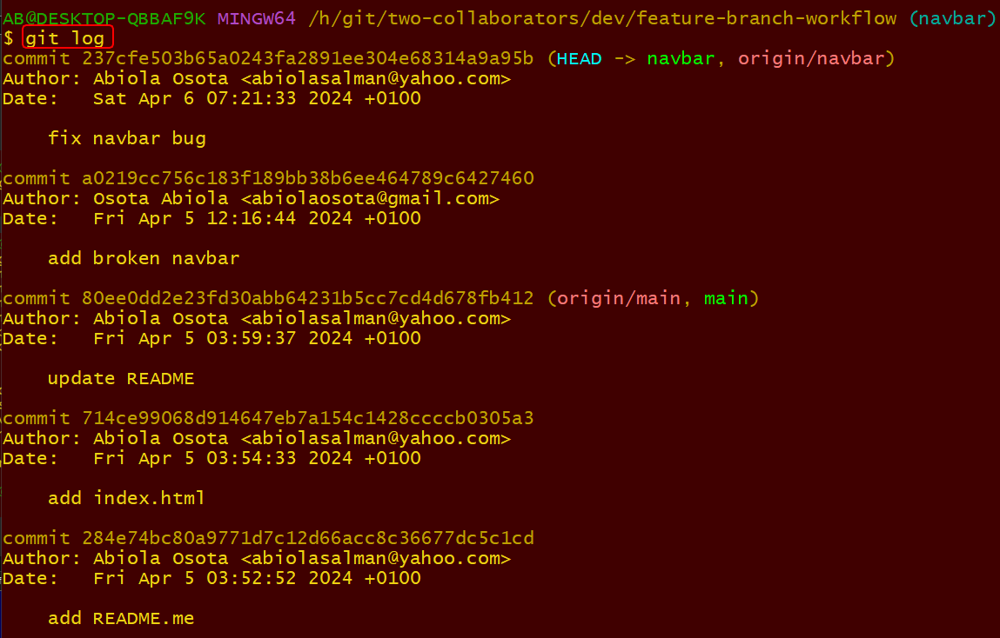 AB@DESKTOP-QBBAF9K MINGW64 /h/git/two-collaborators/dev/feature-branch-workflow (navbar)
$ git log
commit 237cfe503b65a0243fa2891ee304e68314a9a95b (HEAD -> navbar, origin/navbar)
Author: Abiola Osota <abiolasalman@yahoo.com>
Date:   Sat Apr 6 07:21:33 2024 +0100
    fix navbar bug
commit a0219cc756c183f189bb38b6ee464789c6427460
Author: Osota Abiola <abiolaosota@gmail.com>
Date:   Fri Apr 5 12:16:44 2024 +0100
    add broken navbar
commit 80ee0dd2e23fd30abb64231b5cc7cd4d678fb412 (origin/main, main)
Author: Abiola Osota <abiolasalman@yahoo.com>
Date:   Fri Apr 5 03:59:37 2024 +0100
    update README
commit 714ce99068d914647eb7a154c1428ccccb0305a3
Author: Abiola Osota <abiolasalman@yahoo.com>
Date:   Fri Apr 5 03:54:33 2024 +0100
    add index.html
commit 284e74bc80a9771d7c12d66acc8c36677dc5c1cd
Author: Abiola Osota <abiolasalman@yahoo.com>
Date:   Fri Apr 5 03:52:52 2024 +0100
    add README.me